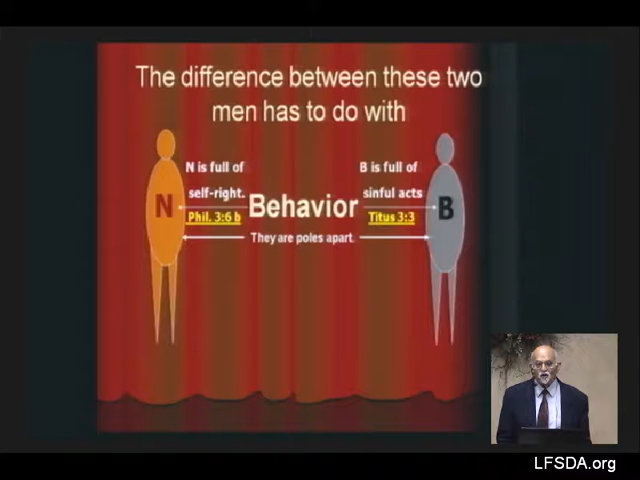 The difference between these two
men has to do with
N is full of
self-right.
Phil. 3:6 b
N
Behavior
They are poles apart.
B is full of
sinful acts
Titus 3:3
B
LFSDA.org